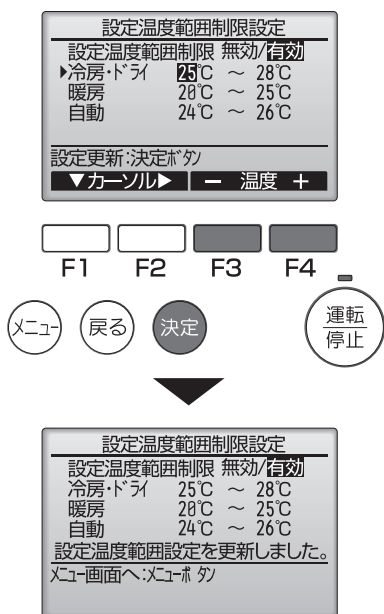 設定温度範囲制限設定
設定温度範囲制限 無効/有効
▶冷房・ドライ 25℃ ～ 28℃
暖房 20℃ ～ 25℃
自動 24℃ ～ 26℃
設定更新:決定ボタン
▼カーソル▶ － 温度 ＋
F1 F2 F3 F4
メニュー 戻る 決定 運転
停止
設定温度範囲制限設定
設定温度範囲制限 無効/有効
冷房・ドライ 25℃ ～ 28℃
暖房 20℃ ～ 25℃
自動 24℃ ～ 26℃
設定温度範囲設定を更新しました。
メニュー画面へ:メニューボタン